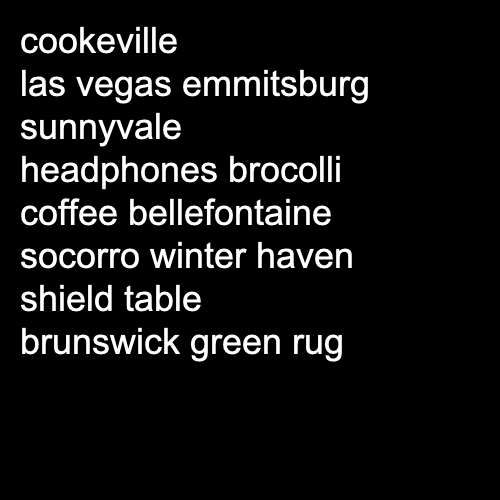 cookeville
las vegas emmitsburg
sunnyvale
headphones brocolli
coffee bellefontaine
socorro winter haven
shield table
brunswick green rug